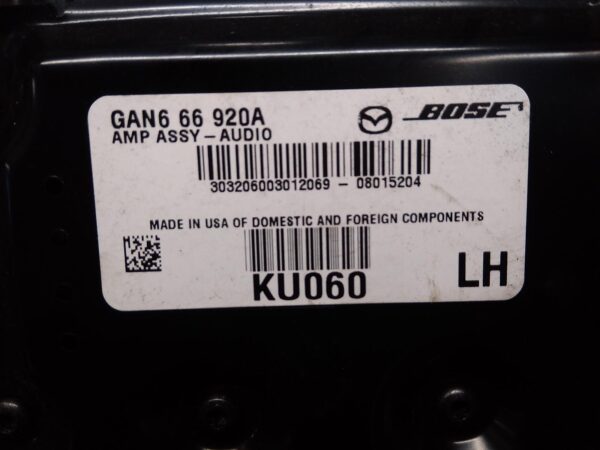 GAN6 66 920A
BOSE
AMP ASSY – AUDIO
303206003012069 – 08015204
MADE IN USA OF DOMESTIC AND FOREIGN COMPONENTS
KU060
LH